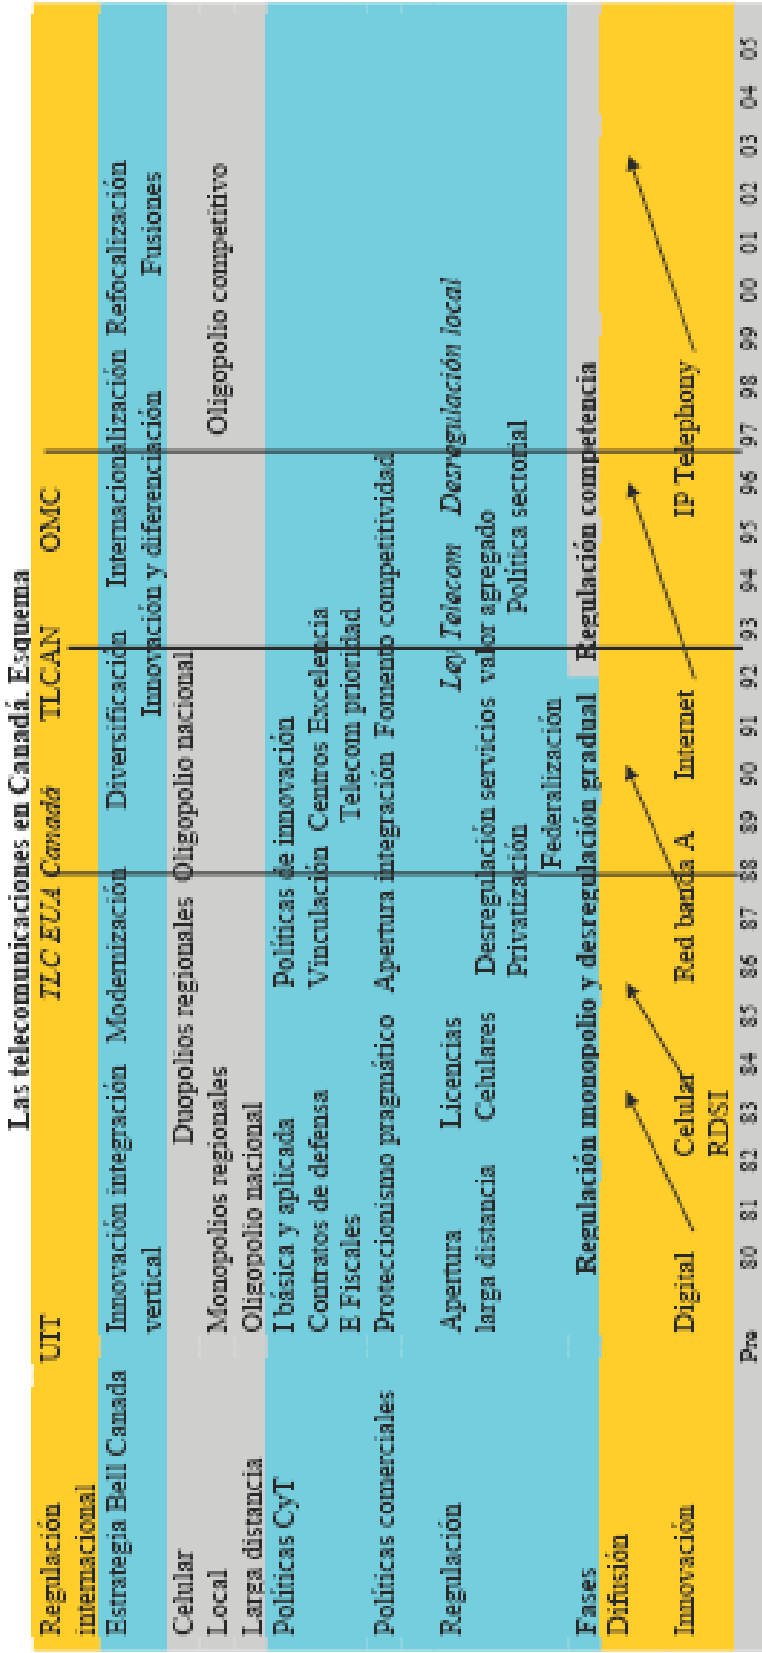 Las telecomunicaciones en Canadá. Esquema
Regulación internacional UIT TLC EUA Canadá TLCAN OMC
Estrategia Bell Canada Innovación integración Modernización Diversificación Internacionalización Refocalización
vertical Innovación y diferenciación Fusiones
Celular Duopolios regionales Oligopolio nacional
Local Monopolios regionales Oligopolio competitivo
Larga distancia Oligopolio nacional
Políticas CyT I básica y aplicada Políticas de innovación
Contratos de defensa Vinculación Centros Excelencia
E Fiscales Telecom prioridad
Políticas comerciales Proteccionismo pragmático Apertura integración Fomento competitividad
Regulación Apertura Licencias Ley Telecom Desregulación local
larga distancia Celulares Desregulación servicios valor agregado
Privatización Política sectorial
Federalización
Fases Regulación monopolio y desregulación gradual Regulación competencia
Difusión
Innovación Digital Celular Red banda A Internet IP Telephony
RDSI
Pre 80 81 82 83 84 85 86 87 88 89 90 91 92 93 94 95 96 97 98 99 00 01 02 03 04 05